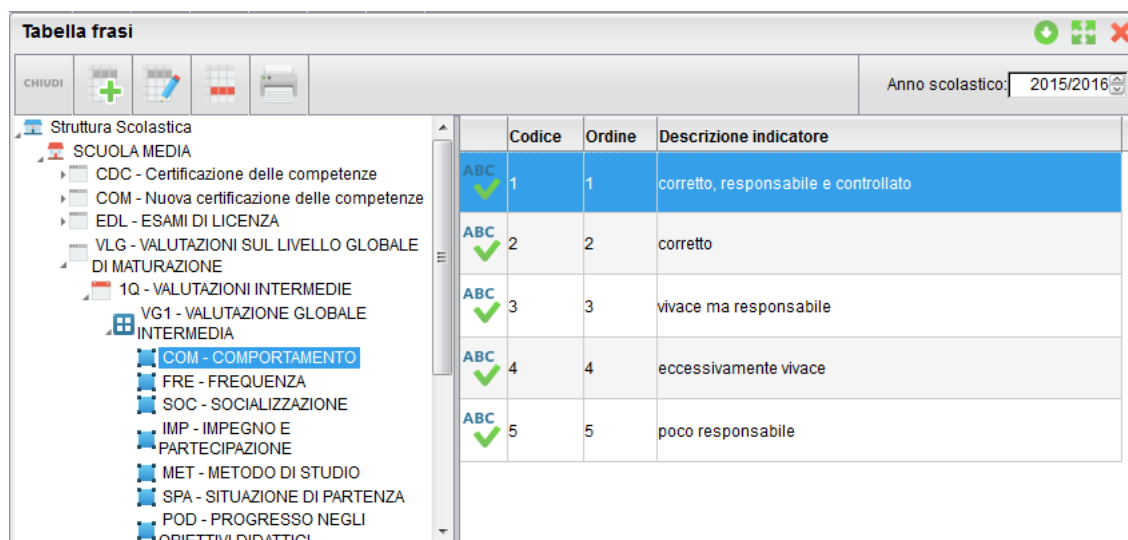 Tabella frasi
CHIUDI
Anno scolastico: 2015/2016
Struttura Scolastica
SCUOLA MEDIA
CDC - Certificazione delle competenze
COM - Nuova certificazione delle competenze
EDL - ESAMI DI LICENZA
VLG - VALUTAZIONI SUL LIVELLO GLOBALE
DI MATURAZIONE
1Q - VALUTAZIONI INTERMEDIE
VG1 - VALUTAZIONE GLOBALE
INTERMEDIA
COM - COMPORTAMENTO
FRE - FREQUENZA
SOC - SOCIALIZZAZIONE
IMP - IMPEGNO E
PARTECIPAZIONE
MET - METODO DI STUDIO
SPA - SITUAZIONE DI PARTENZA
POD - PROGRESSO NEGLI
OBIETTIVI DIDATTICI
Codice Ordine Descrizione indicatore
ABC 1 1 corretto, responsabile e controllato
ABC 2 2 corretto
ABC 3 3 vivace ma responsabile
ABC 4 4 eccessivamente vivace
ABC 5 5 poco responsabile